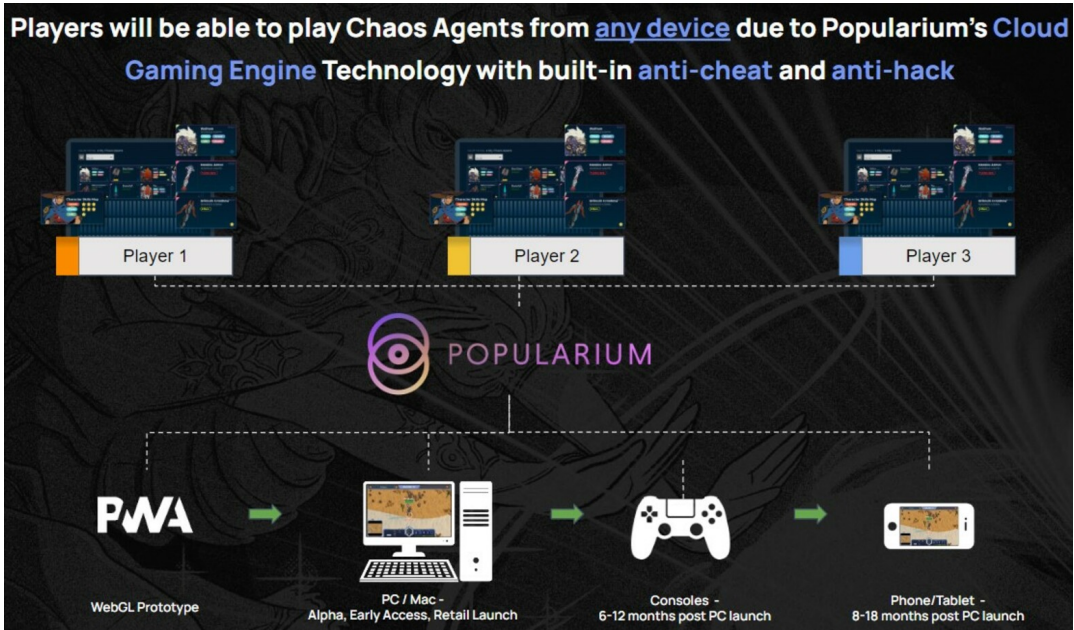 Players will be able to play Chaos Agents from any device due to Popularium's Cloud
Gaming Engine Technology with built-in anti-cheat and anti-hack
Player 1
Player 2
Player 3
POPULARIUM
PWA
WebGL Prototype
PC / Mac -
Alpha, Early Access, Retail Launch
Consoles -
6-12 months post PC launch
Phone/Tablet -
8-18 months post PC launch